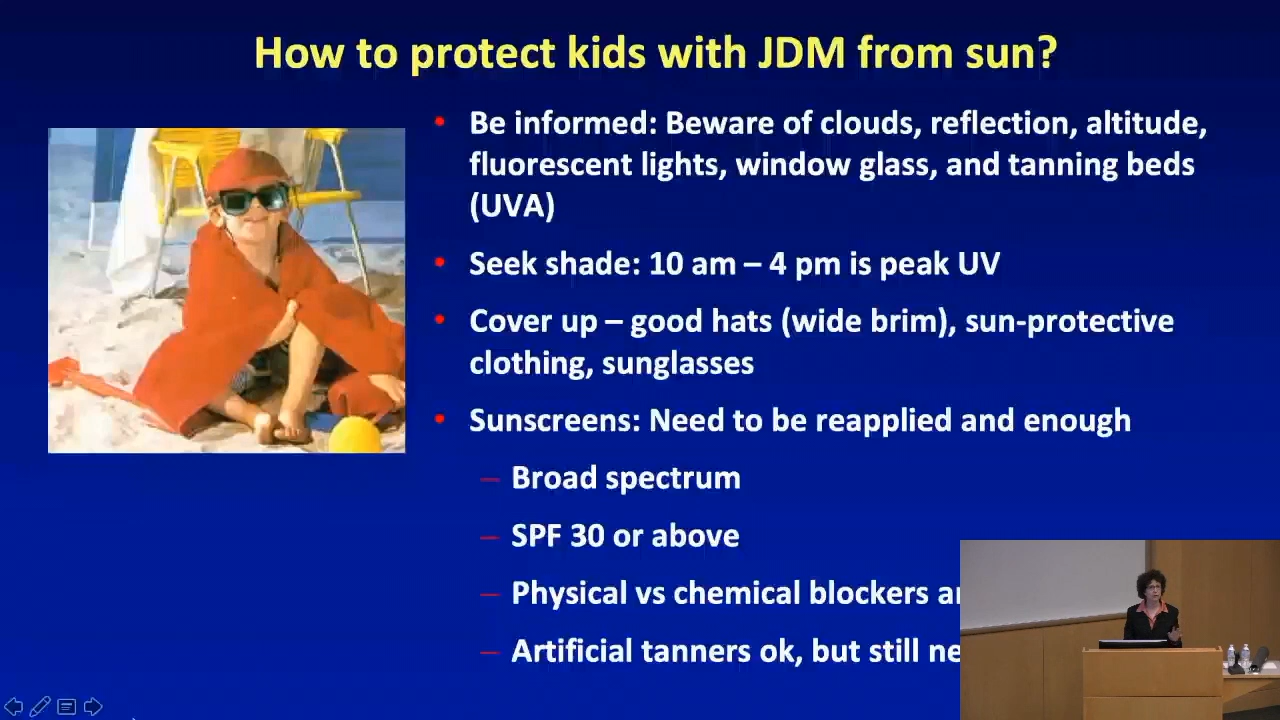 How to protect kids with JDM from sun?
• Be informed: Beware of clouds, reflection, altitude,
fluorescent lights, window glass, and tanning beds
(UVA)
• Seek shade: 10 am – 4 pm is peak UV
• Cover up – good hats (wide brim), sun-protective
clothing, sunglasses
• Sunscreens: Need to be reapplied and enough
– Broad spectrum
– SPF 30 or above
– Physical vs chemical blockers
– Artificial tanners ok, but still